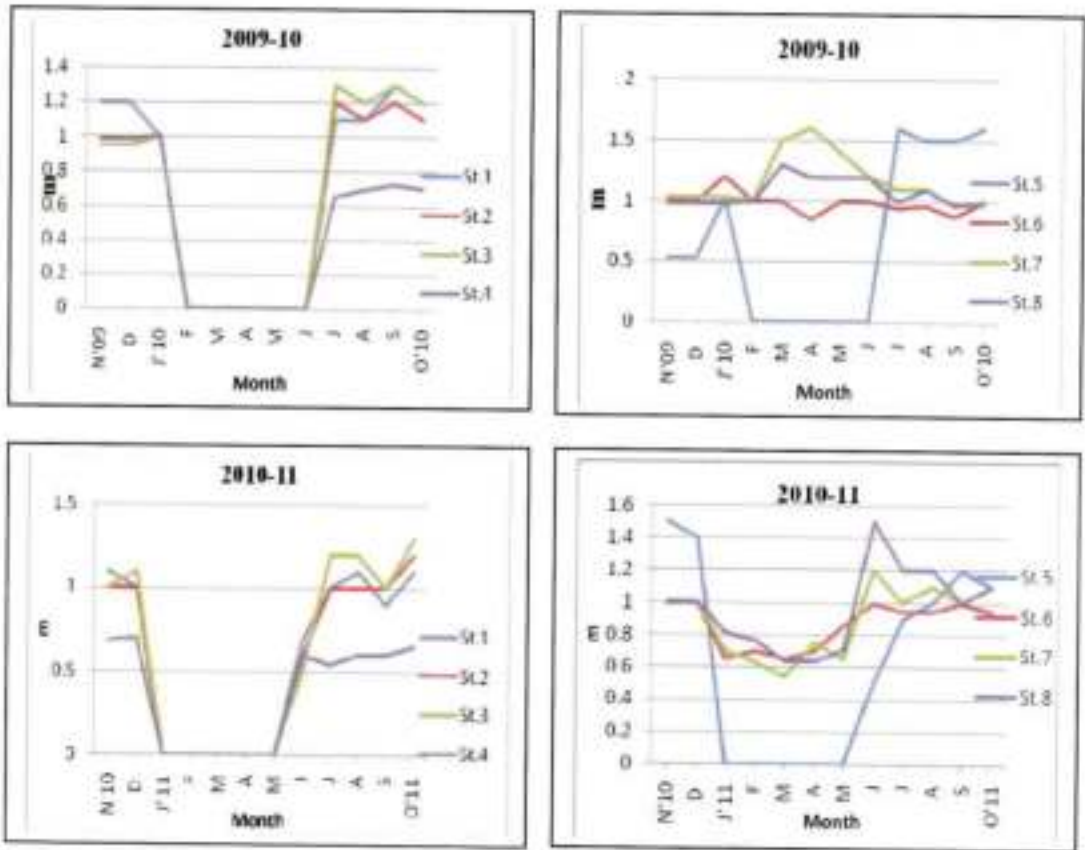 2009-10
1.4
1.2
1
0.8
0.6
0.4
0.2
0
m
St.1
St.2
St.3
St.4
N'09
D
J'10
F
M
A
M
J
J
A
S
O'10
Month
2009-10
2
1.5
1
0.5
0
m
St.5
St.6
St.7
St.8
N'09
D
J'10
F
M
A
M
J
J
A
S
O'10
Month
2010-11
1.5
1
0.5
0
m
St.1
St.2
St.3
St.4
N'10
D
J'11
F
M
A
M
J
J
A
S
O'11
Month
2010-11
1.6
1.4
1.2
1
0.8
0.6
0.4
0.2
0
m
St.5
St.6
St.7
St.8
N'10
D
J'11
F
M
A
M
J
J
A
S
O'11
Month